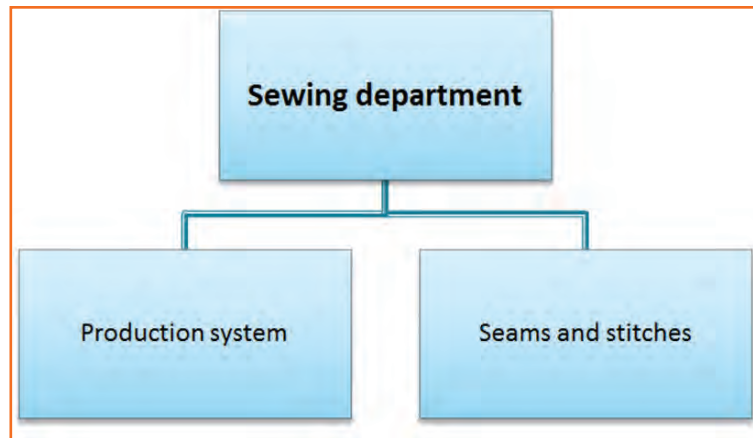 Sewing department
Production system
Seams and stitches